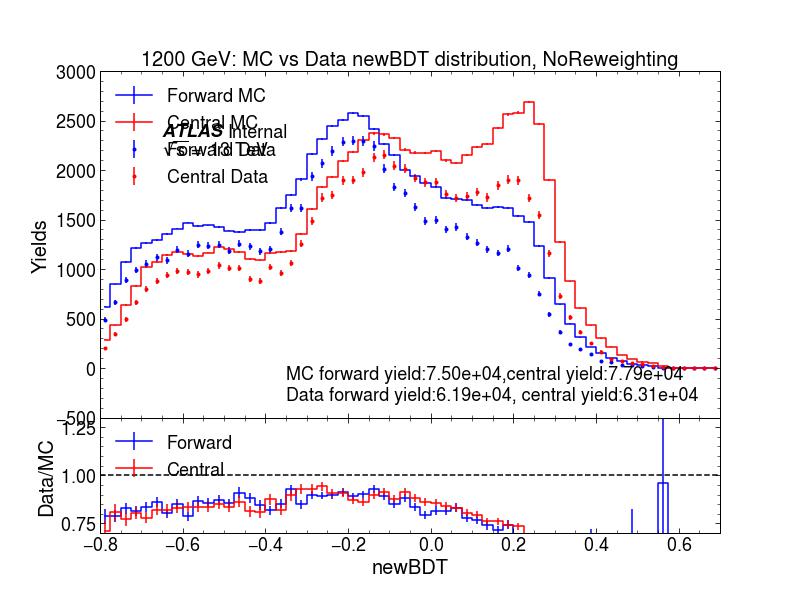 1200 GeV: MC vs Data newBDT distribution, NoReweighting
3000
2500
2000
1500
1000
500
0
−500
Yields
Forward MC
Central MC
ATLAS Internal
Forward Data
√s = 13 TeV
Central Data
MC forward yield:7.50e+04,central yield:7.79e+04
Data forward yield:6.19e+04, central yield:6.31e+04
1.25
1.00
0.75
Data/MC
Forward
Central
−0.8 −0.6 −0.4 −0.2 0.0 0.2 0.4 0.6
newBDT